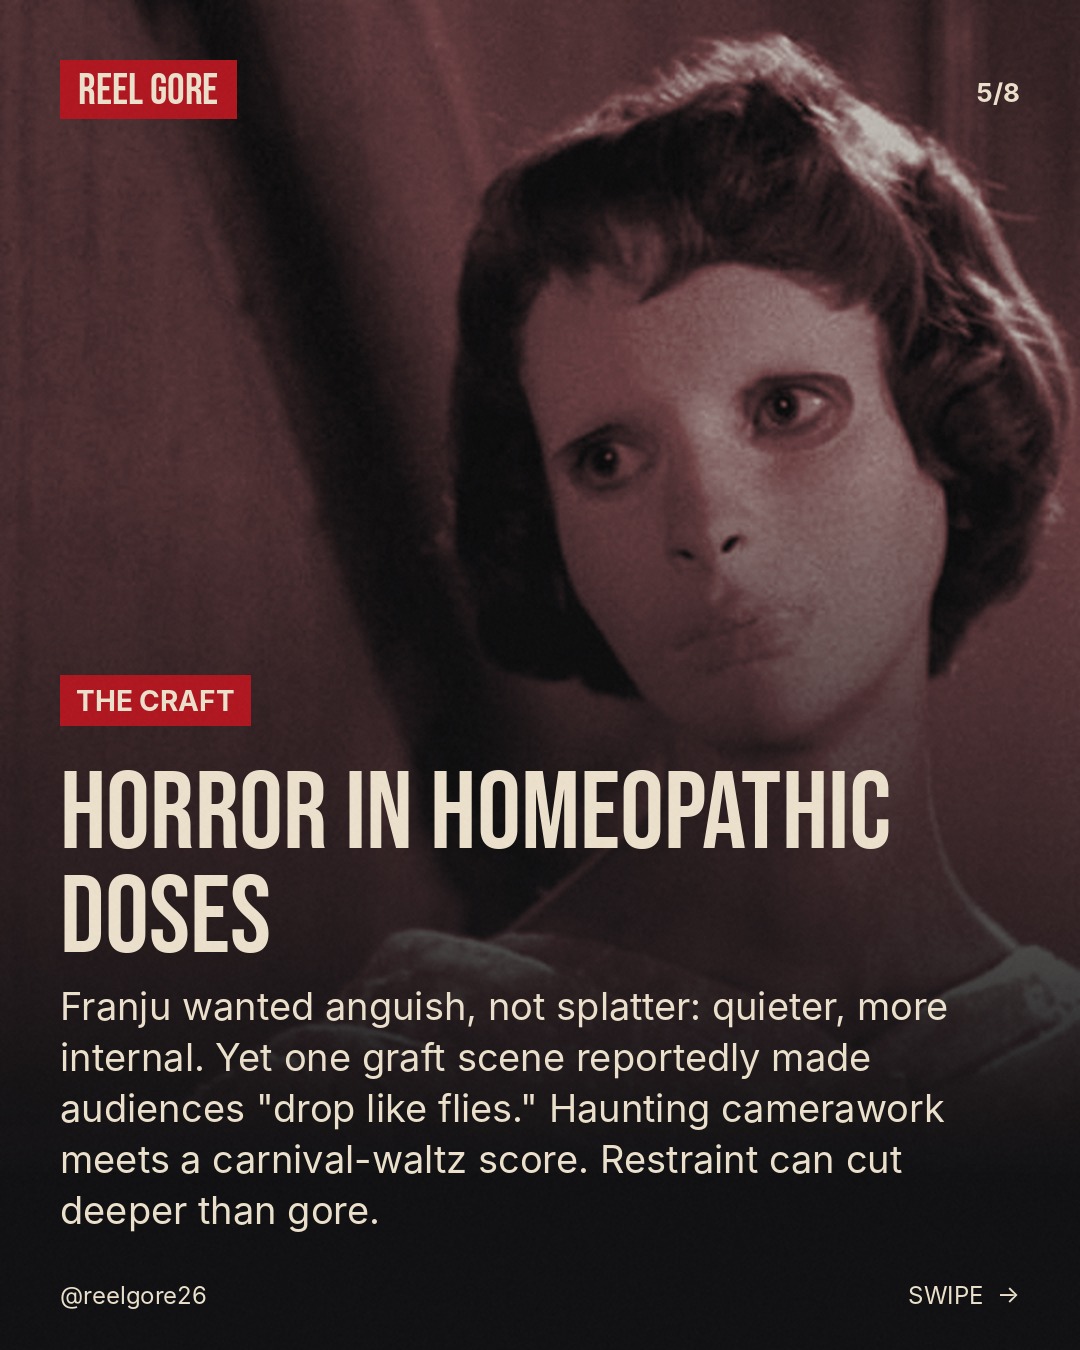 REEL GORE
5/8
THE CRAFT
HORROR IN HOMEOPATHIC
DOSES
Franju wanted anguish, not splatter: quieter, more
internal. Yet one graft scene reportedly made
audiences "drop like flies." Haunting camerawork
meets a carnival-waltz score. Restraint can cut
deeper than gore.
@reelgore26
SWIPE →